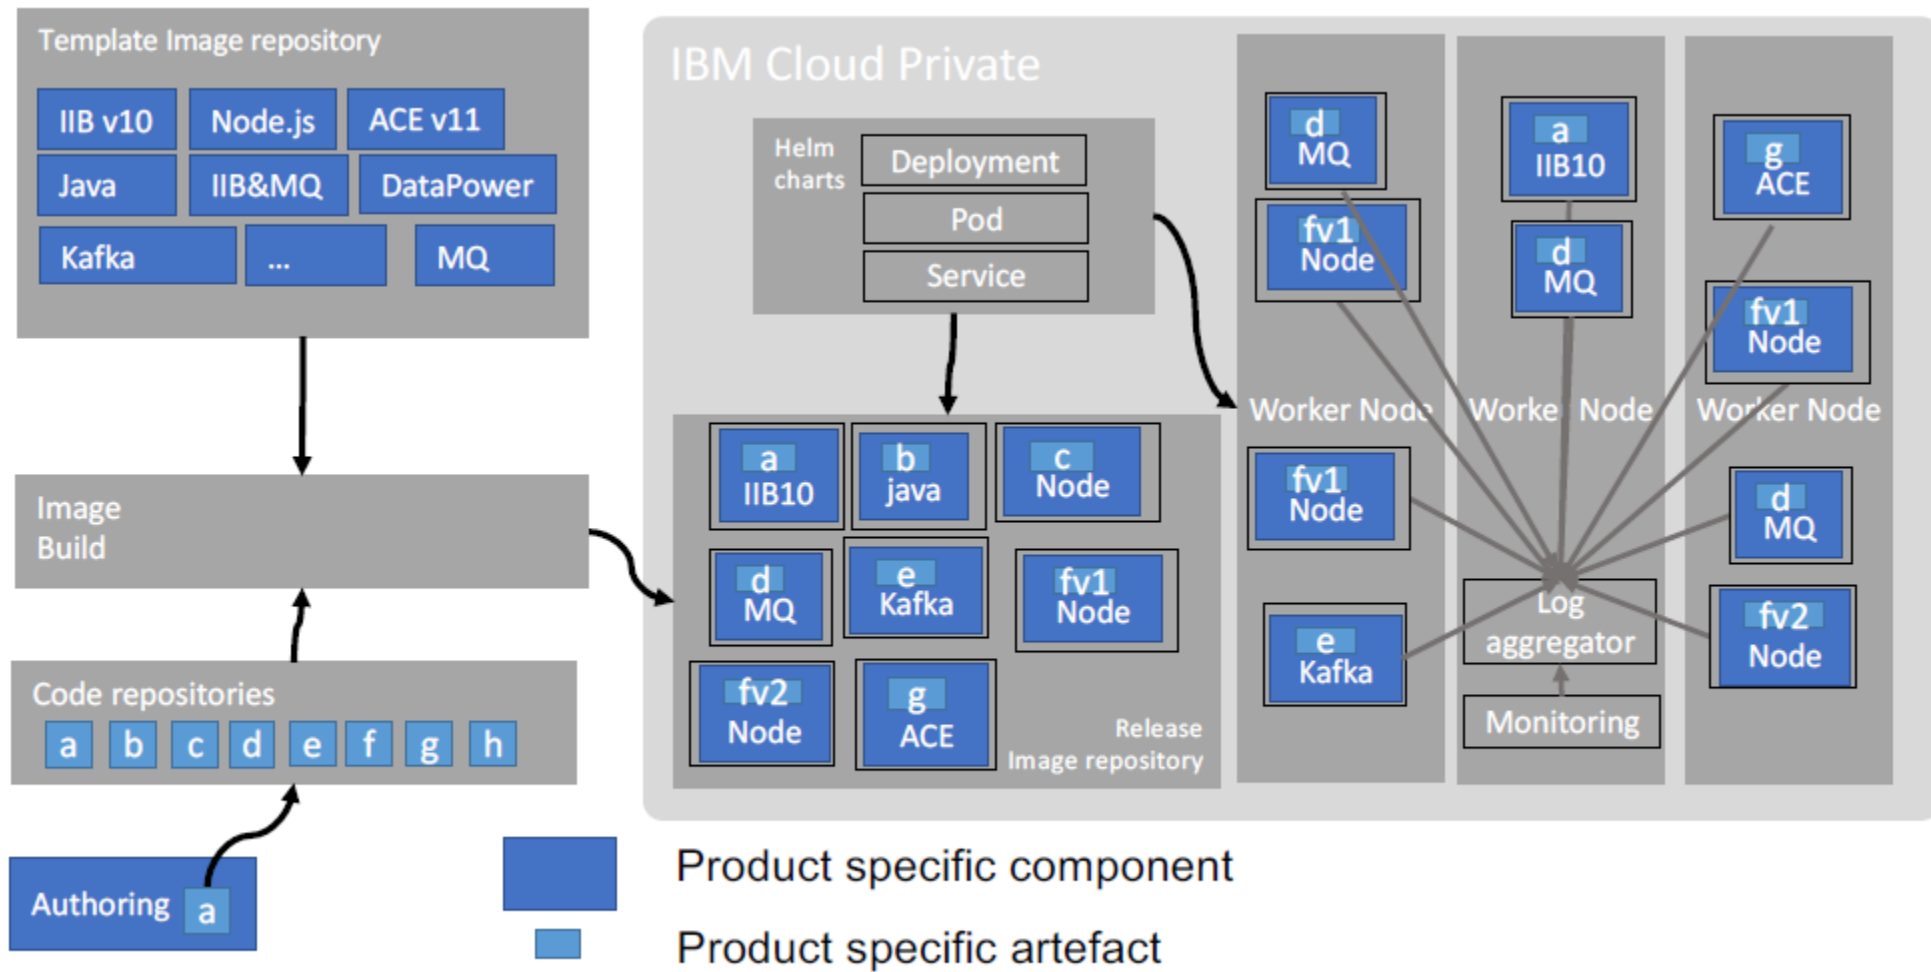 Template Image repository
IIB v10
Node.js
ACE v11
Java
IIB&MQ
DataPower
Kafka
...
MQ
Image
Build
Code repositories
a
b
c
d
e
f
g
h
Authoring
a
IBM Cloud Private
Helm
charts
Deployment
Pod
Service
a
IIB10
b
java
c
Node
d
MQ
e
Kafka
fv1
Node
fv2
Node
g
ACE
Release
Image repository
d
MQ
fv1
Node
Worker Node
fv1
Node
e
Kafka
a
IIB10
d
MQ
Worker Node
Log
aggregator
Monitoring
g
ACE
fv1
Node
Worker Node
d
MQ
fv2
Node
Product specific component
Product specific artefact